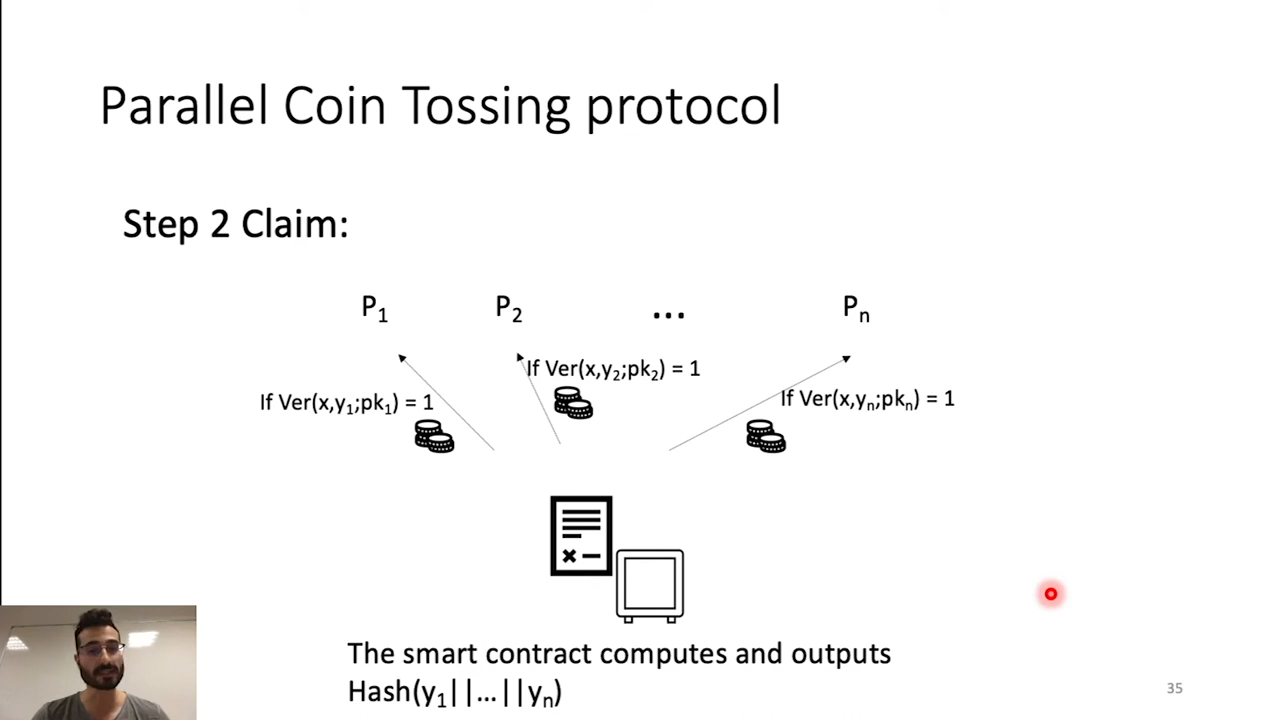 Parallel Coin Tossing protocol
Step 2 Claim:
P₁ P₂ ... Pₙ
If Ver(x,y₂;pk₂) = 1
If Ver(x,y₁;pk₁) = 1
If Ver(x,yₙ;pkₙ) = 1
The smart contract computes and outputs
Hash(y₁||...||yₙ)
35